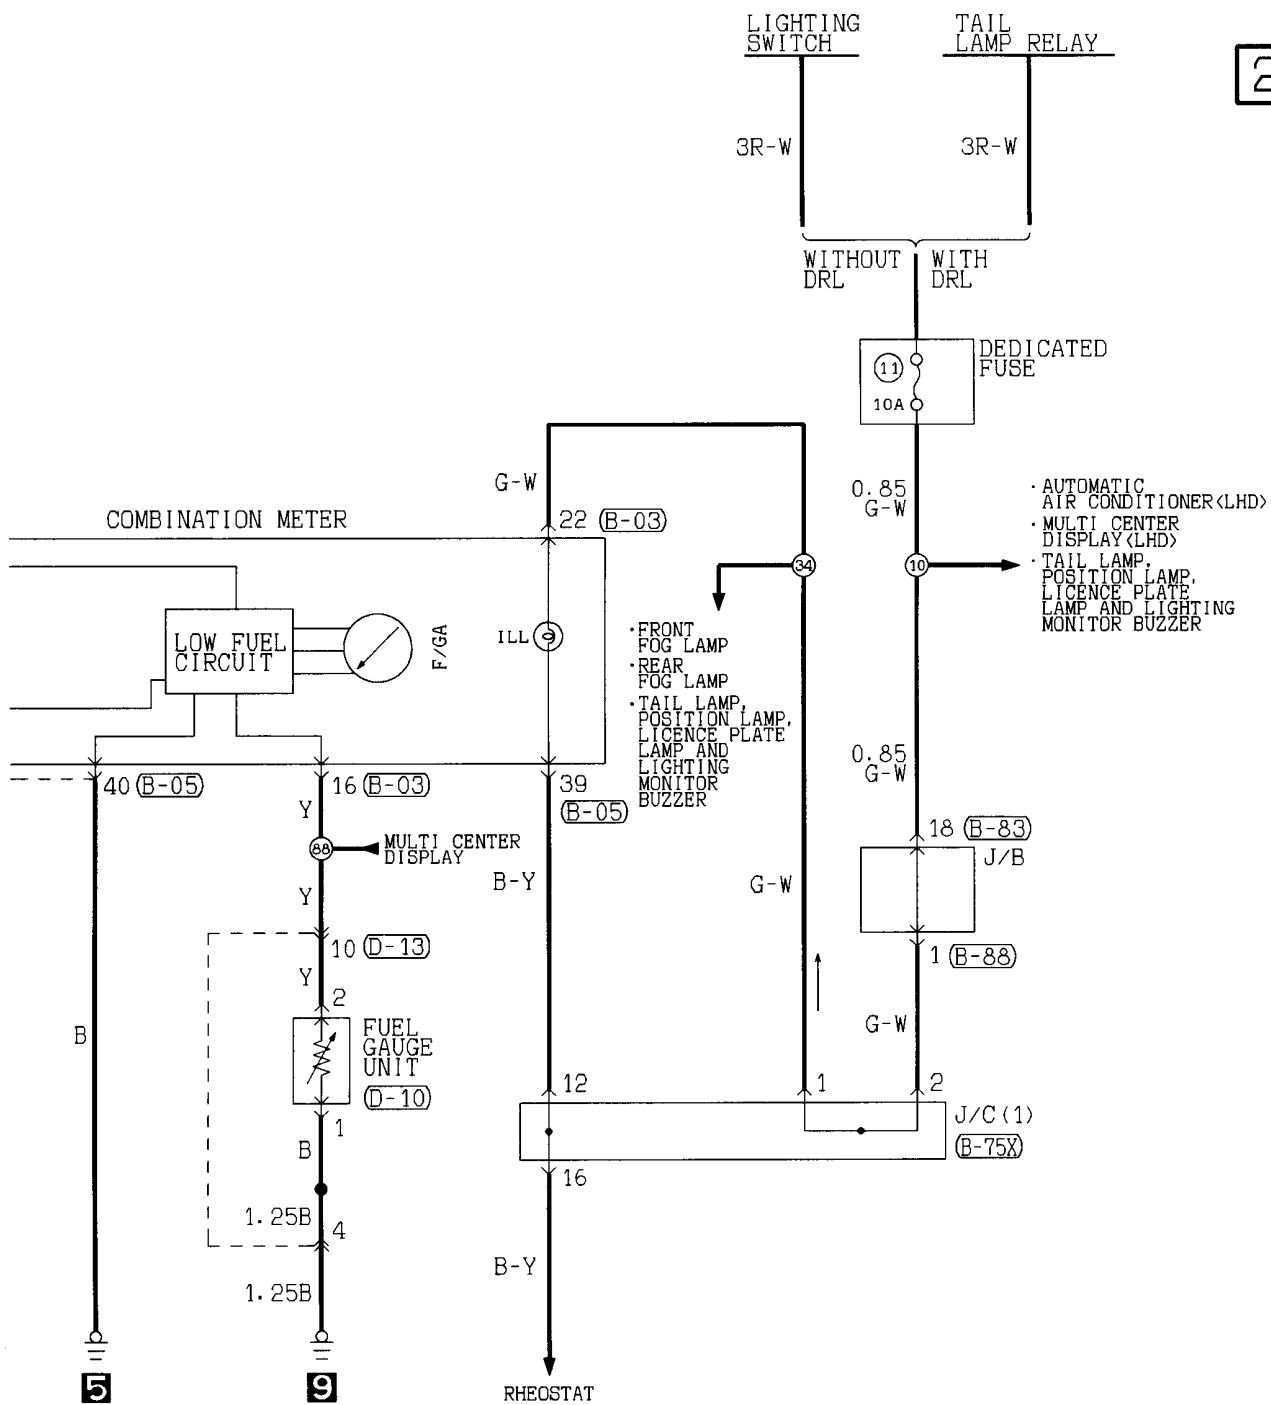 LIGHTING
SWITCH
TAIL
LAMP RELAY
2
3R-W
3R-W
WITHOUT
DRL
WITH
DRL
DEDICATED
FUSE
11
10A
G-W
0.85
G-W
· AUTOMATIC
AIR CONDITIONER<LHD>
· MULTI CENTER
DISPLAY<LHD>
· TAIL LAMP,
POSITION LAMP,
LICENCE PLATE
LAMP AND LIGHTING
MONITOR BUZZER
COMBINATION METER
22 (B-03)
34
10
LOW FUEL
CIRCUIT
F/GA
ILL
· FRONT
FOG LAMP
· REAR
FOG LAMP
· TAIL LAMP,
POSITION LAMP,
LICENCE PLATE
LAMP AND
LIGHTING
MONITOR
BUZZER
0.85
G-W
40 (B-05)
16 (B-03)
39
(B-05)
Y
88
MULTI CENTER
DISPLAY
18 (B-83)
J/B
Y
B-Y
G-W
10 (D-13)
1 (B-88)
Y
2
B
FUEL
GAUGE
UNIT
(D-10)
G-W
12
1
2
J/C(1)
(B-75X)
1
B
16
1.25B
4
B-Y
1.25B
5
9
RHEOSTAT